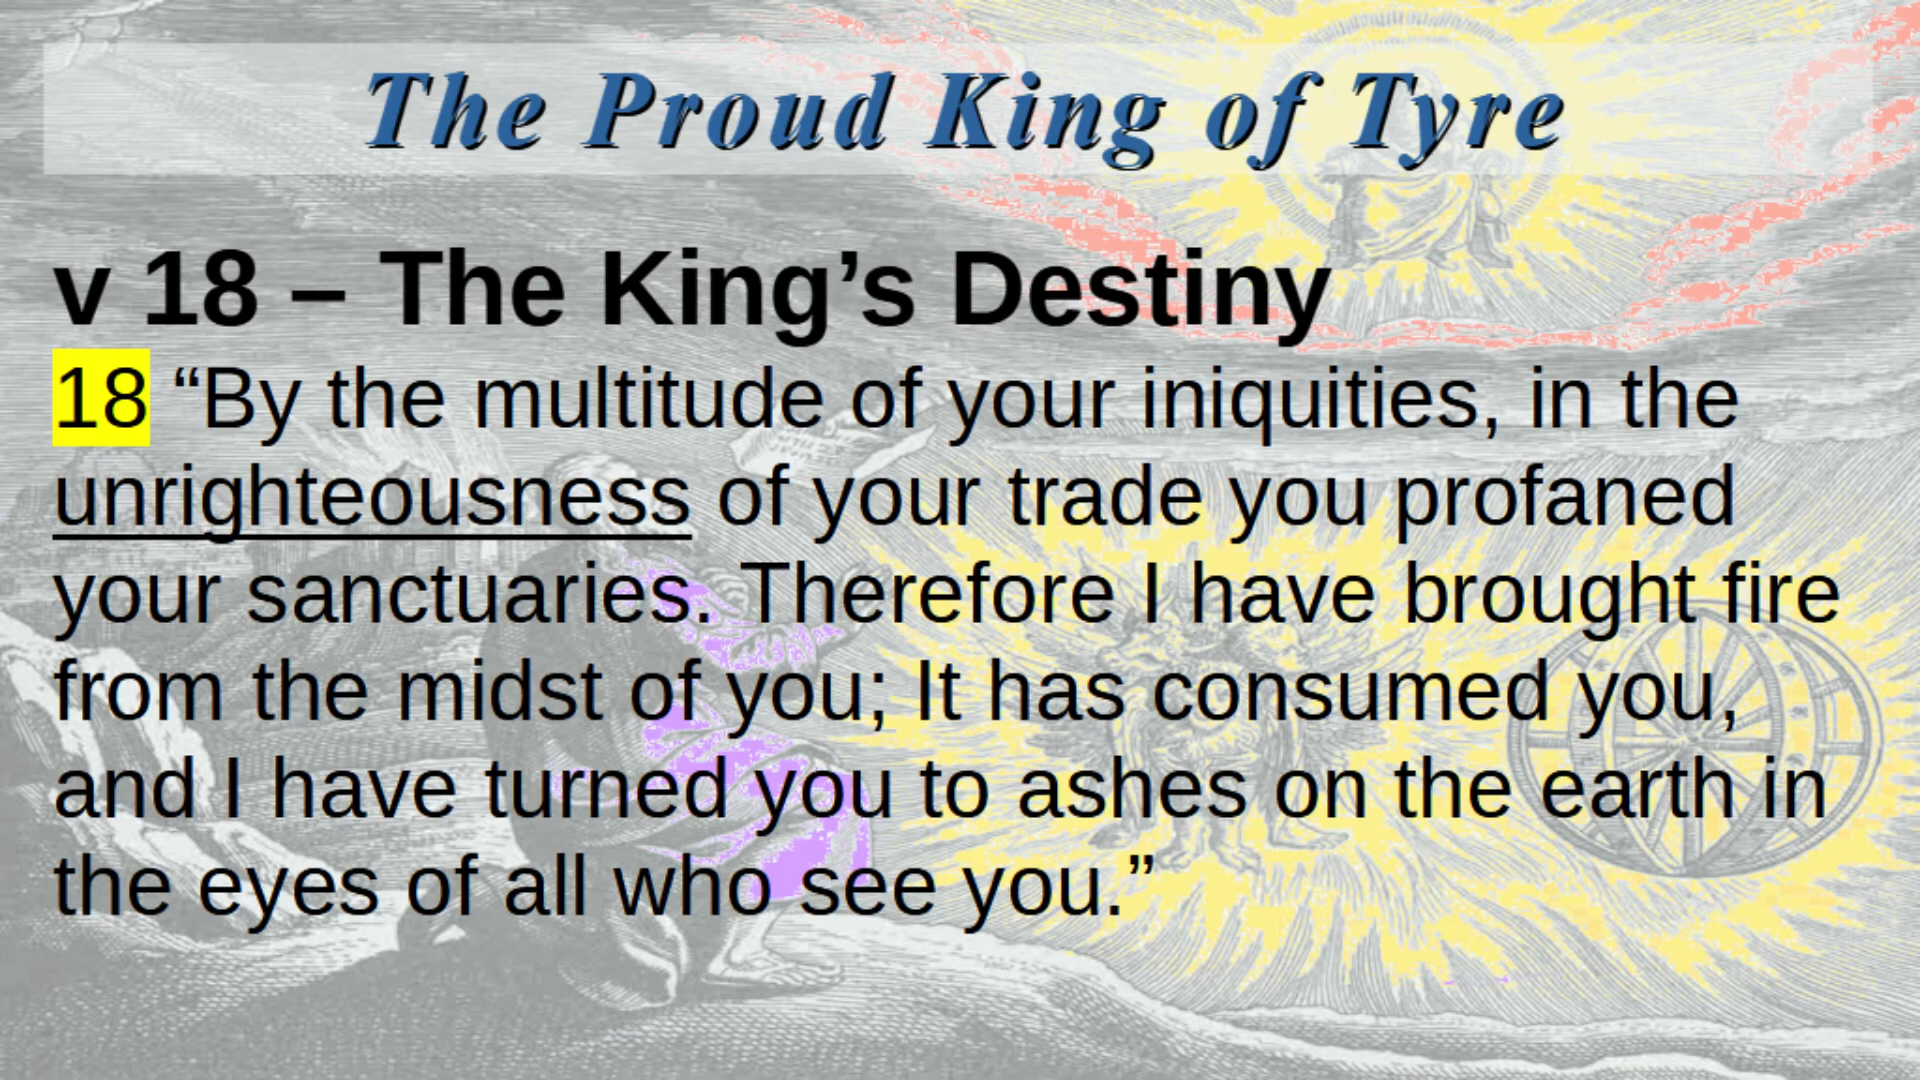 The Proud King of Tyre
v 18 – The King’s Destiny
18 “By the multitude of your iniquities, in the
unrighteousness of your trade you profaned
your sanctuaries. Therefore I have brought fire
from the midst of you; It has consumed you,
and I have turned you to ashes on the earth in
the eyes of all who see you.”